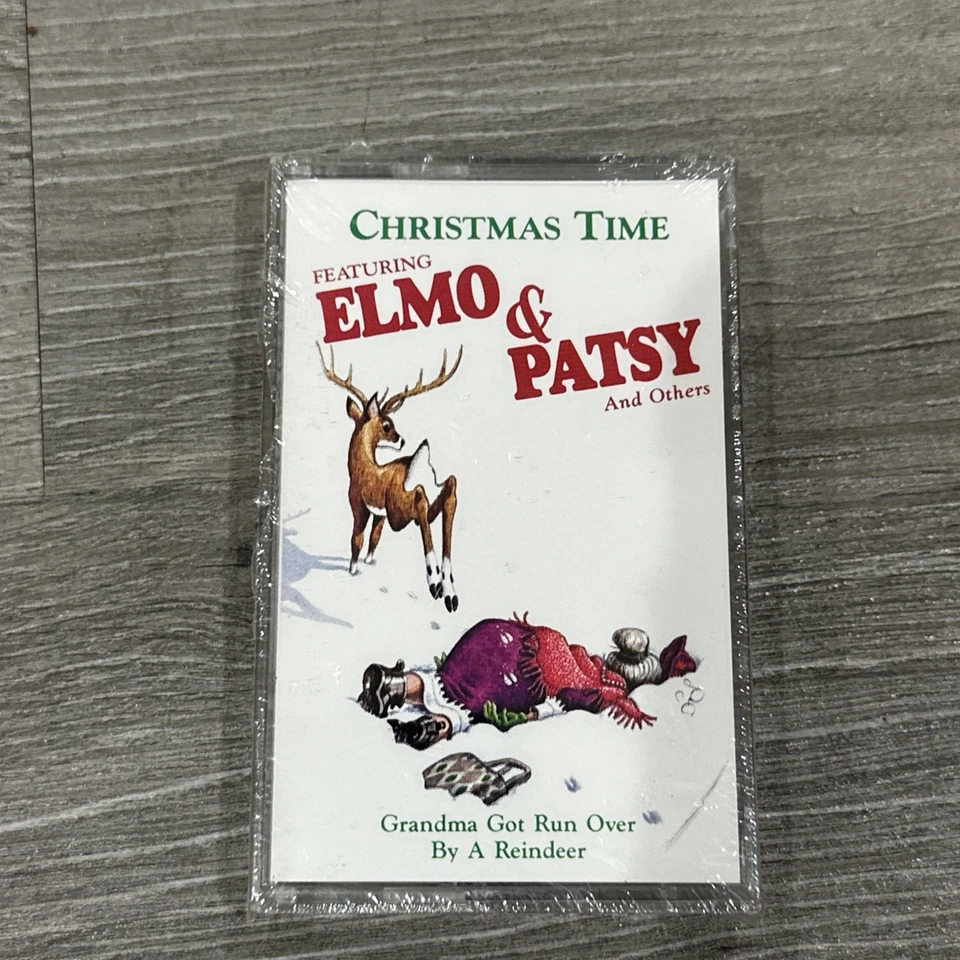 CHRISTMAS TIME
FEATURING
ELMO &
PATSY
And Others
Grandma Got Run Over
By A Reindeer